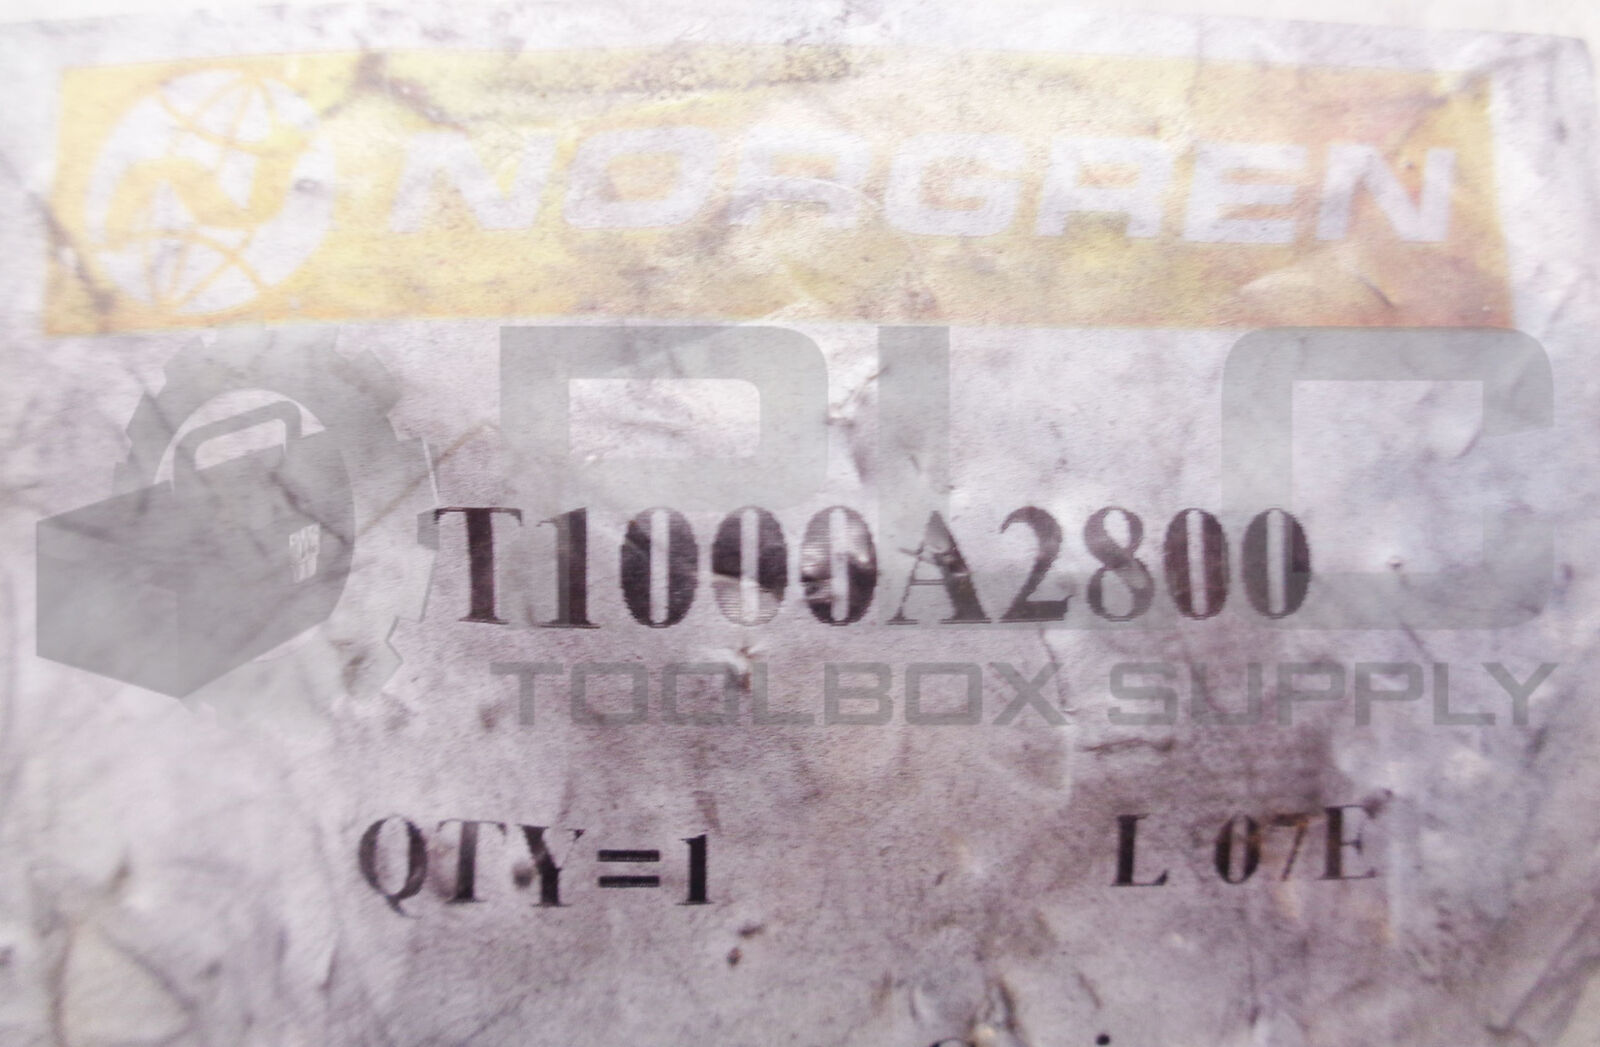 NORGREN
PLC
T1000A2800
TOOLBOX SUPPLY
QTY=1
L 07E